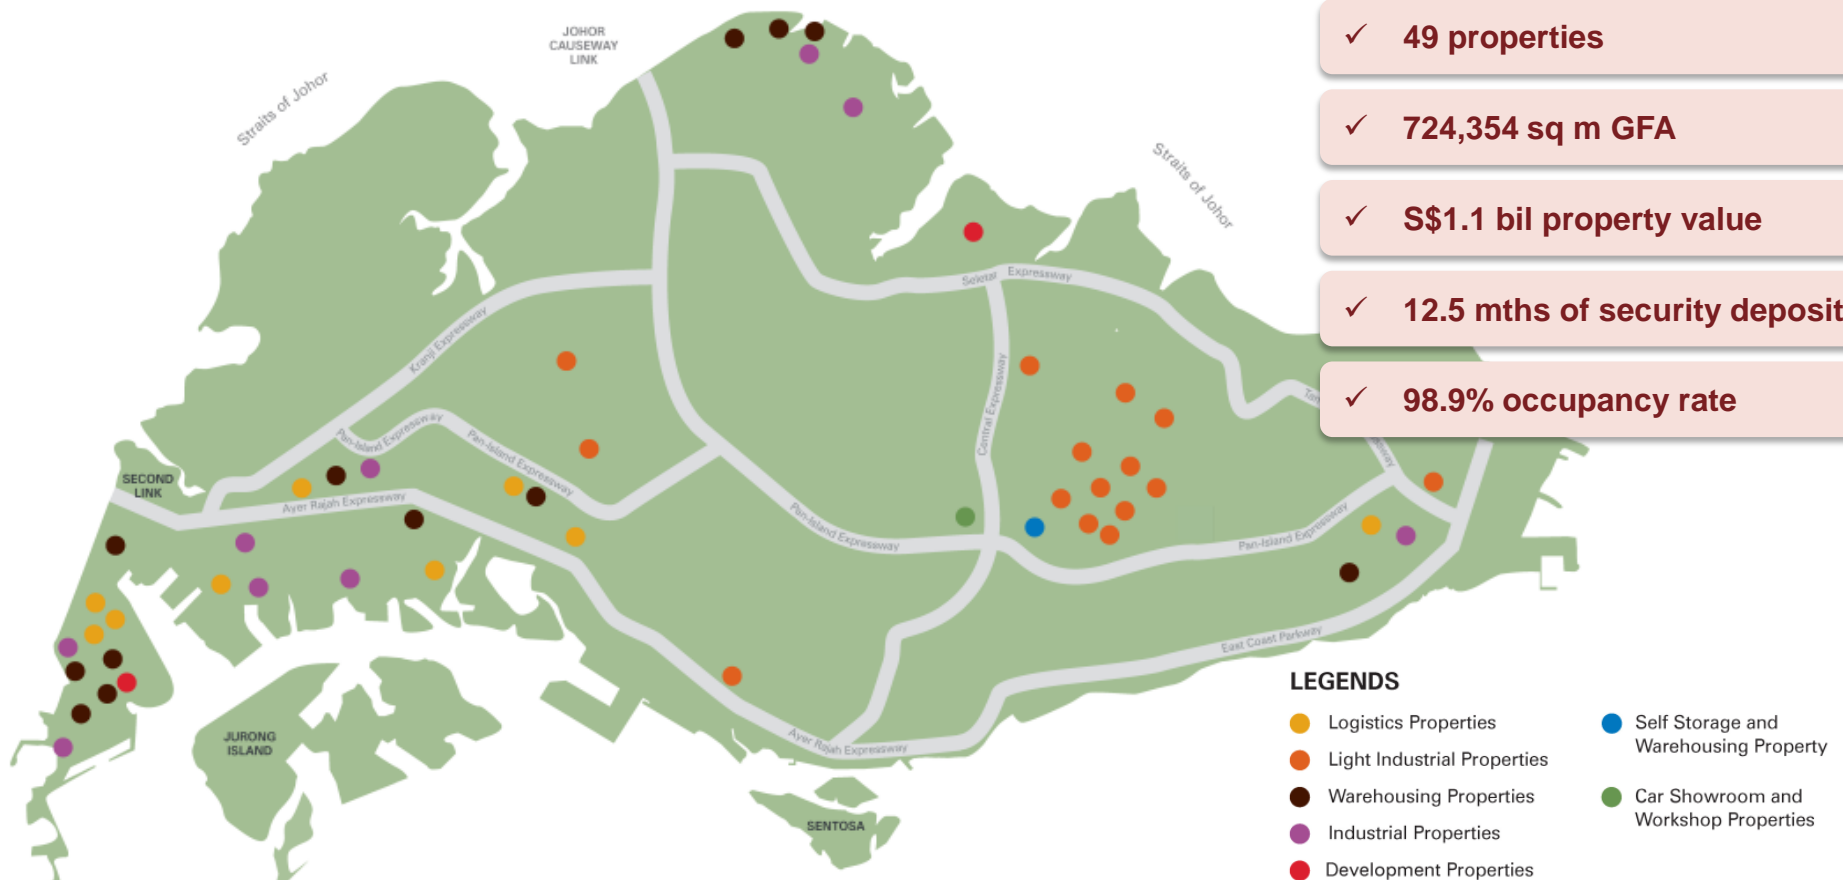 JOHOR
CAUSEWAY
LINK
Straits of Johor
Straits of Johor
✓ 49 properties
✓ 724,354 sq m GFA
✓ S$1.1 bil property value
✓ 12.5 mths of security deposit
✓ 98.9% occupancy rate
Seletar Expressway
Kranji Expressway
Central Expressway
Pan-Island Expressway
Pan-Island Expressway
SECOND
LINK
Ayer Rajah Expressway
Pan-Island Expressway
Pan-Island Expressway
East Coast Parkway
Ayer Rajah Expressway
JURONG
ISLAND
SENTOSA
LEGENDS
Logistics Properties
Light Industrial Properties
Warehousing Properties
Industrial Properties
Development Properties
Self Storage and
Warehousing Property
Car Showroom and
Workshop Properties